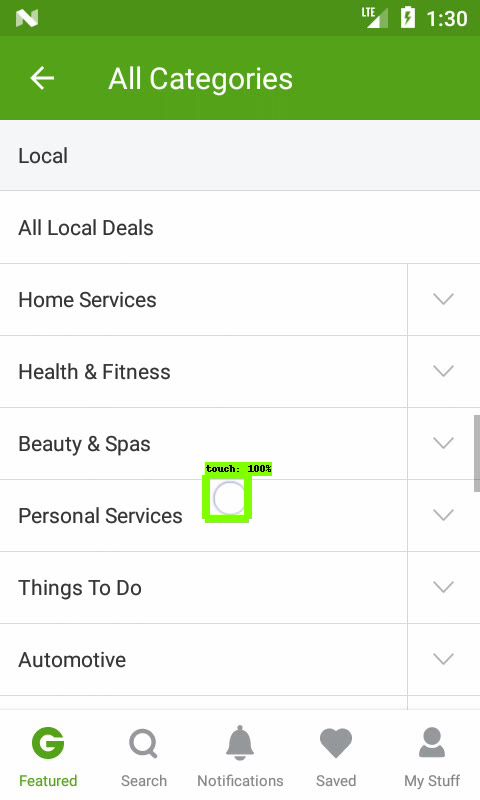 LTE 1:30
All Categories
Local
All Local Deals
Home Services
Health & Fitness
Beauty & Spas
touch: 100%
Personal Services
Things To Do
Automotive
Featured Search Notifications Saved My Stuff